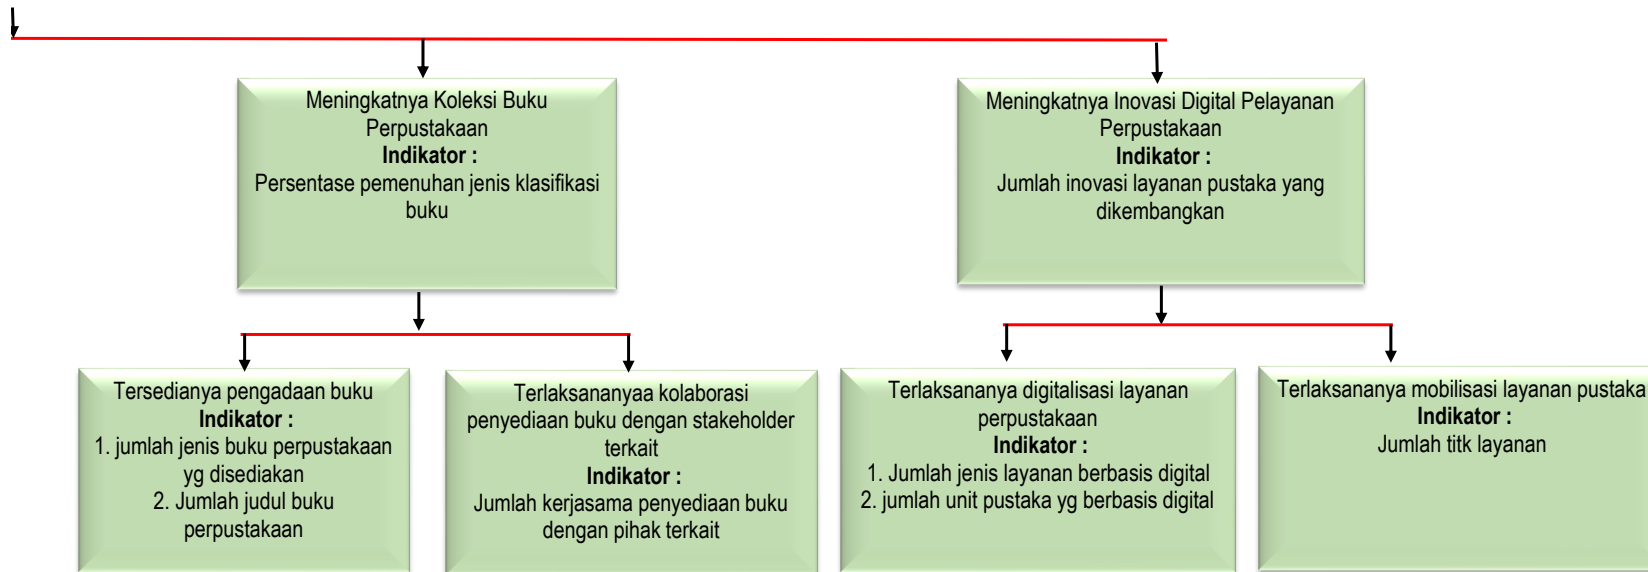 Meningkatnya Koleksi Buku
Perpustakaan
Indikator :
Persentase pemenuhan jenis klasifikasi
buku
Meningkatnya Inovasi Digital Pelayanan
Perpustakaan
Indikator :
Jumlah inovasi layanan pustaka yang
dikembangkan
Tersedianya pengadaan buku
Indikator :
1. jumlah jenis buku perpustakaan
yg disediakan
2. Jumlah judul buku
perpustakaan
Terlaksananyaa kolaborasi
penyediaan buku dengan stakeholder
terkait
Indikator :
Jumlah kerjasama penyediaan buku
dengan pihak terkait
Terlaksananya digitalisasi layanan
perpustakaan
Indikator :
1. Jumlah jenis layanan berbasis digital
2. jumlah unit pustaka yg berbasis digital
Terlaksananya mobilisasi layanan pustaka
Indikator :
Jumlah titk layanan